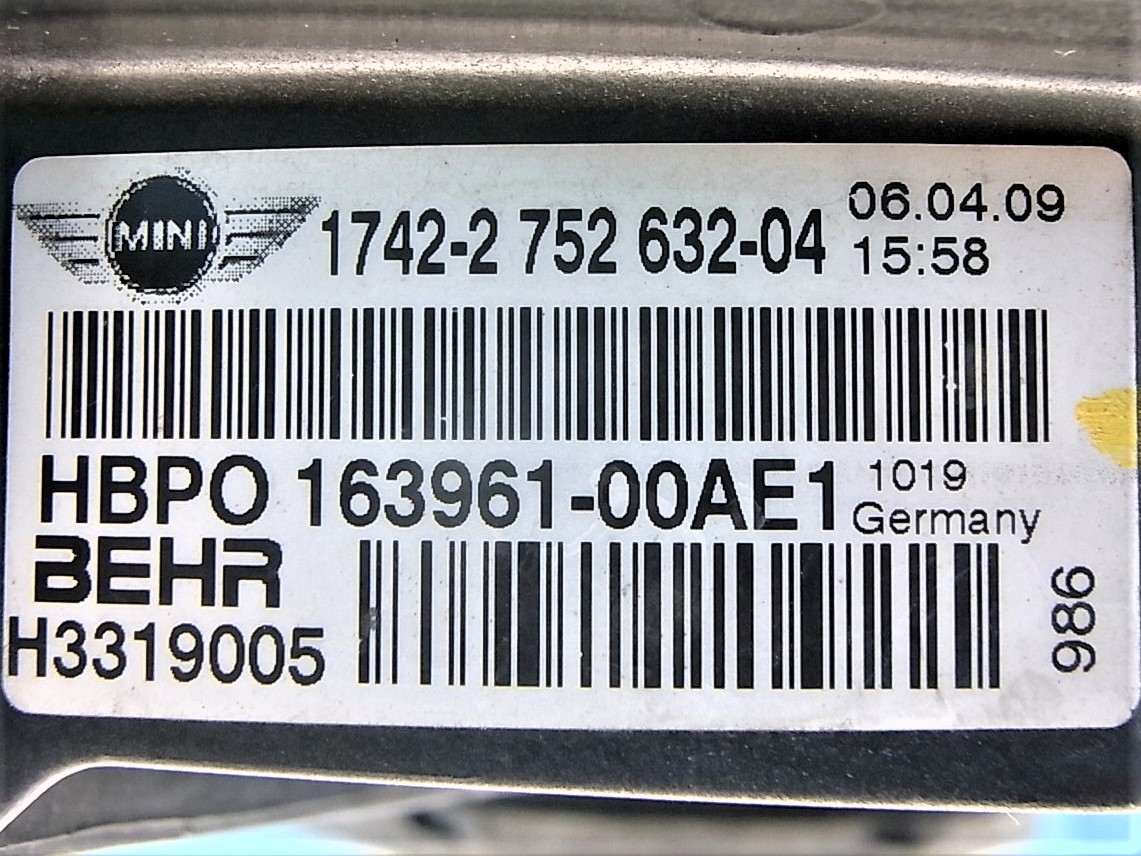 MINI
1742-2 752 632-04
06.04.09
15:58
HBPO 163961-00AE1
1019
Germany
BEHR
H3319005
986